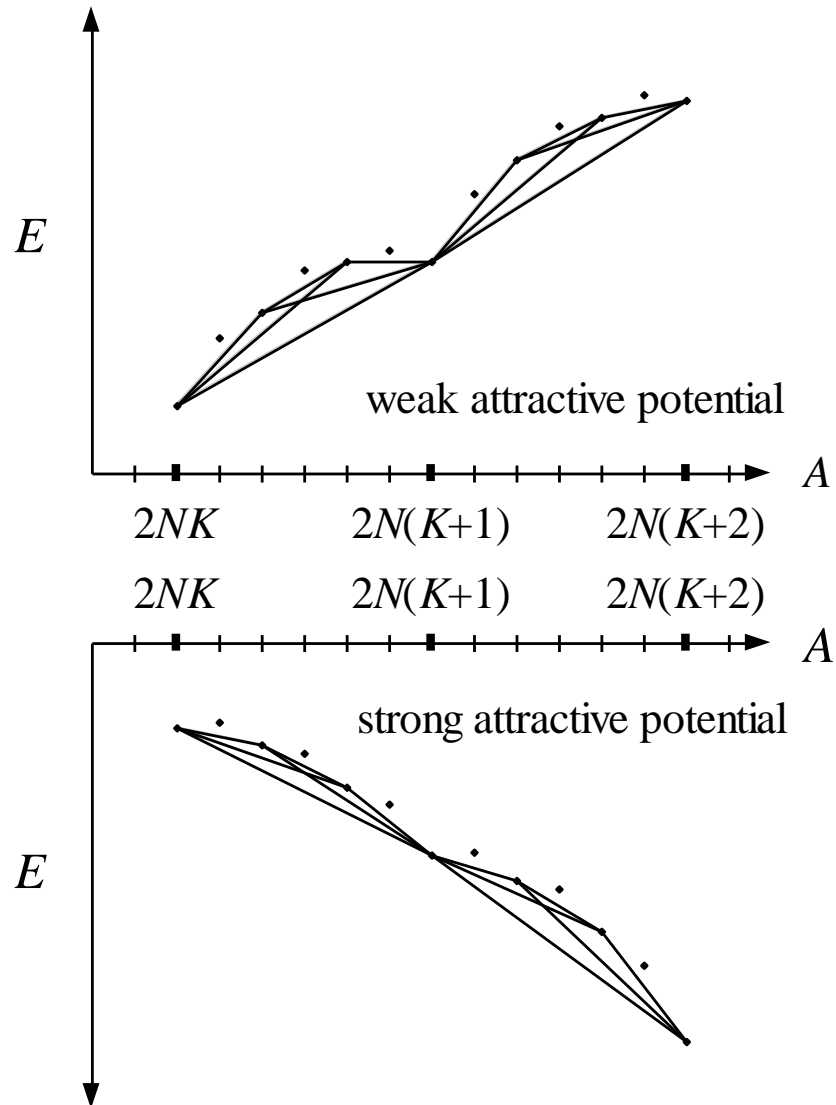 E
weak attractive potential
A
2NK 2N(K+1) 2N(K+2)
2NK 2N(K+1) 2N(K+2)
A
strong attractive potential
E